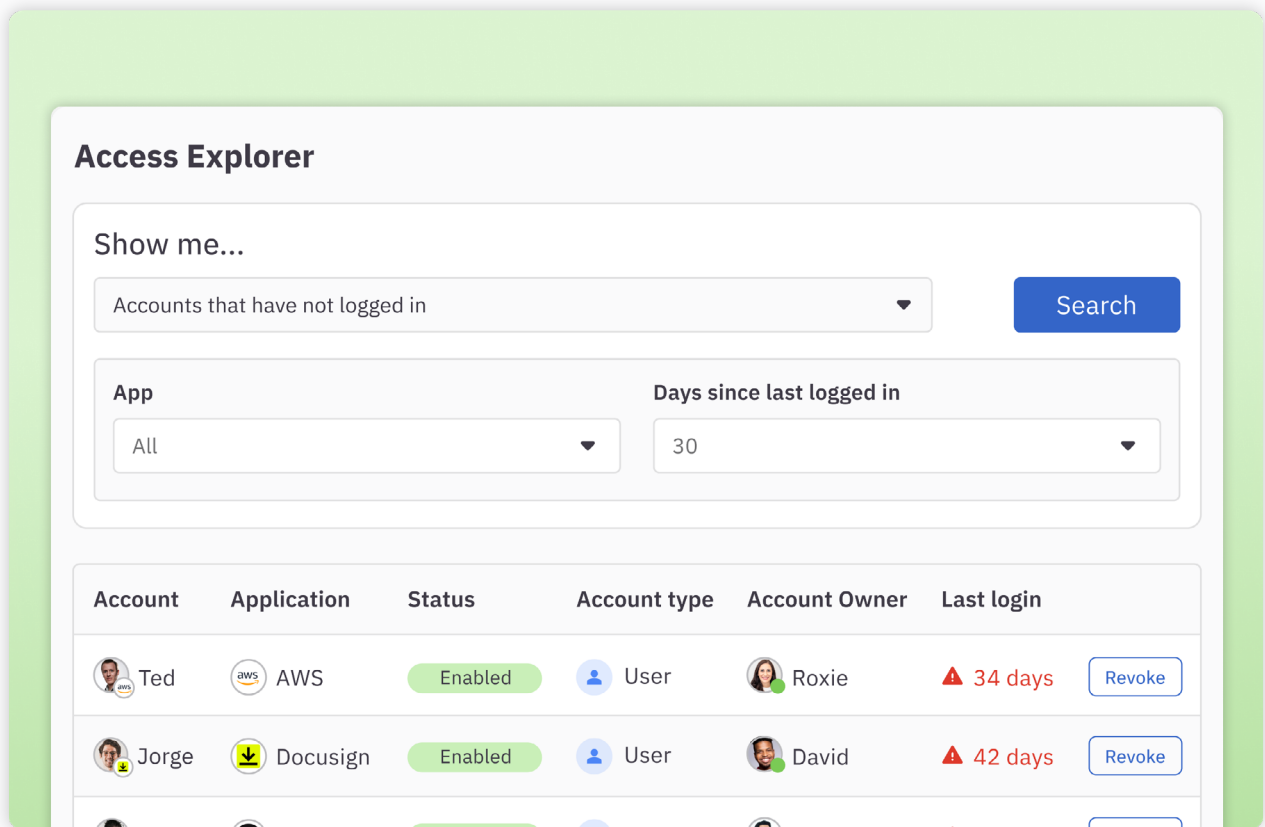 Access Explorer
Show me...
Accounts that have not logged in
Search
App
Days since last logged in
All
30
Account Application Status Account type Account Owner Last login
aws Ted aws AWS Enabled User Roxie 34 days Revoke
Jorge Docusign Enabled User David 42 days Revoke